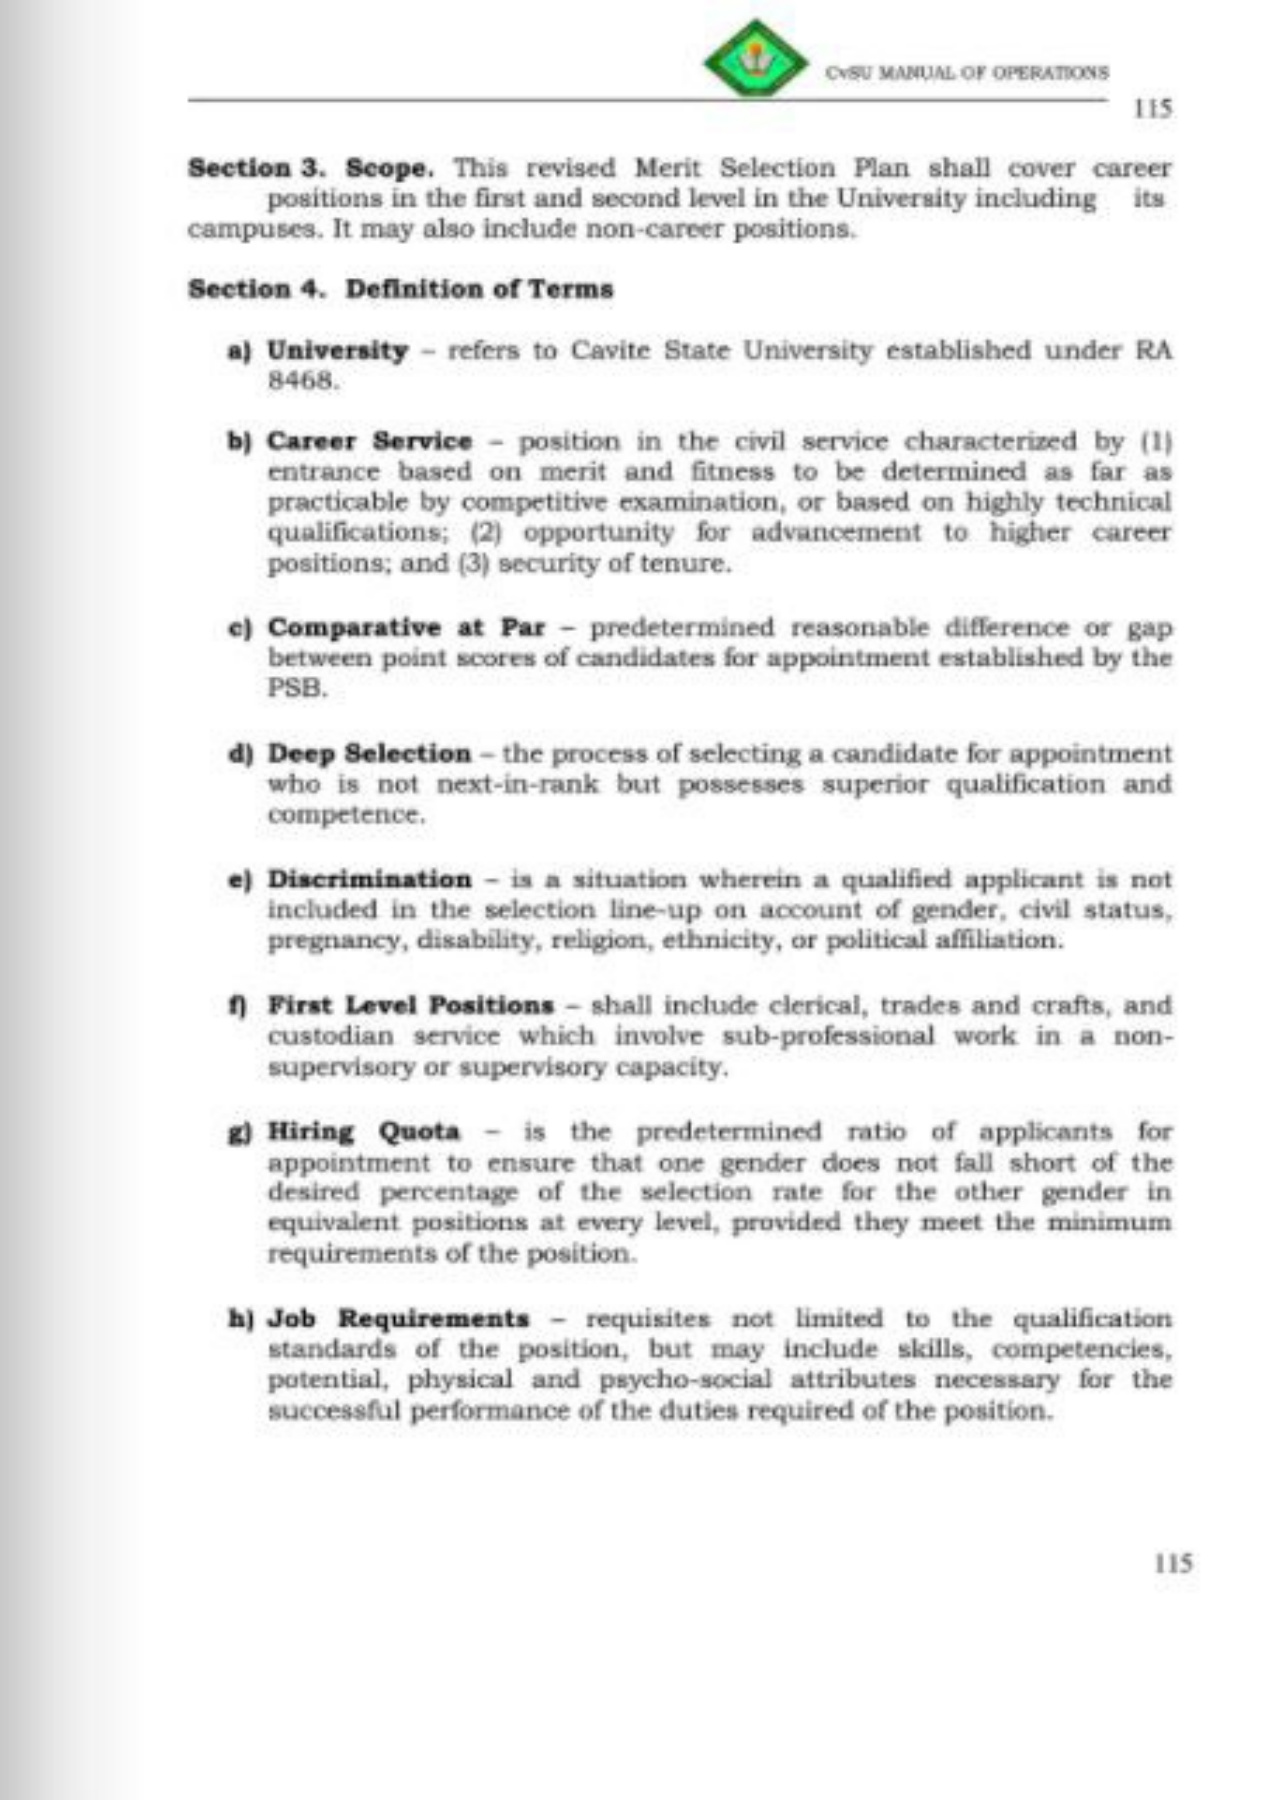 CvSU MANUAL OF OPERATIONS
115
Section 3. Scope. This revised Merit Selection Plan shall cover career
positions in the first and second level in the University including its
campuses. It may also include non-career positions.
Section 4. Definition of Terms
a) University – refers to Cavite State University established under RA
8468.
b) Career Service – position in the civil service characterized by (1)
entrance based on merit and fitness to be determined as far as
practicable by competitive examination, or based on highly technical
qualifications; (2) opportunity for advancement to higher career
positions; and (3) security of tenure.
c) Comparative at Par – predetermined reasonable difference or gap
between point scores of candidates for appointment established by the
PSB.
d) Deep Selection – the process of selecting a candidate for appointment
who is not next-in-rank but possesses superior qualification and
competence.
e) Discrimination – is a situation wherein a qualified applicant is not
included in the selection line-up on account of gender, civil status,
pregnancy, disability, religion, ethnicity, or political affiliation.
f) First Level Positions – shall include clerical, trades and crafts, and
custodian service which involve sub-professional work in a non-
supervisory or supervisory capacity.
g) Hiring Quota – is the predetermined ratio of applicants for
appointment to ensure that one gender does not fall short of the
desired percentage of the selection rate for the other gender in
equivalent positions at every level, provided they meet the minimum
requirements of the position.
h) Job Requirements – requisites not limited to the qualification
standards of the position, but may include skills, competencies,
potential, physical and psycho-social attributes necessary for the
successful performance of the duties required of the position.
115